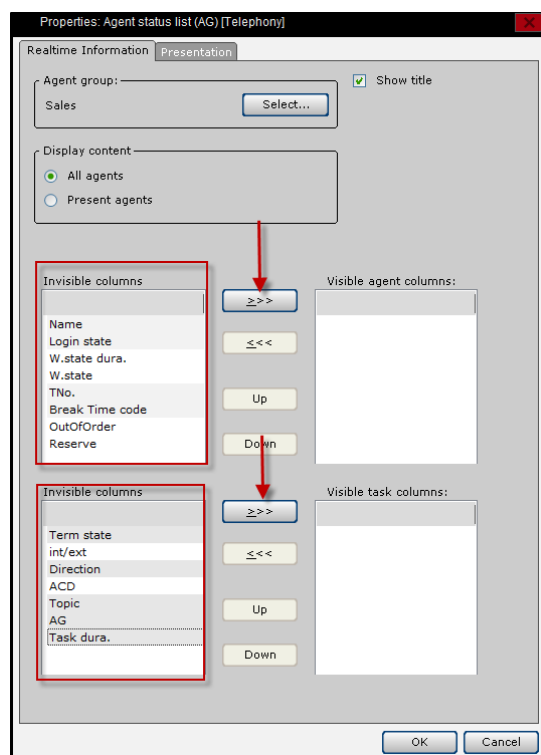 Properties: Agent status list (AG) [Telephony]
Realtime Information Presentation
Agent group:
Show title
Sales
Select...
Display content
All agents
Present agents
Invisible columns
Visible agent columns:
>>>
Name
Login state
W.state dura.
W.state
TNo.
Break Time code
OutOfOrder
Reserve
<<<
Up
Down
Invisible columns
Visible task columns:
>>>
Term state
int/ext
Direction
ACD
Topic
AG
Task dura.
<<<
Up
Down
OK Cancel